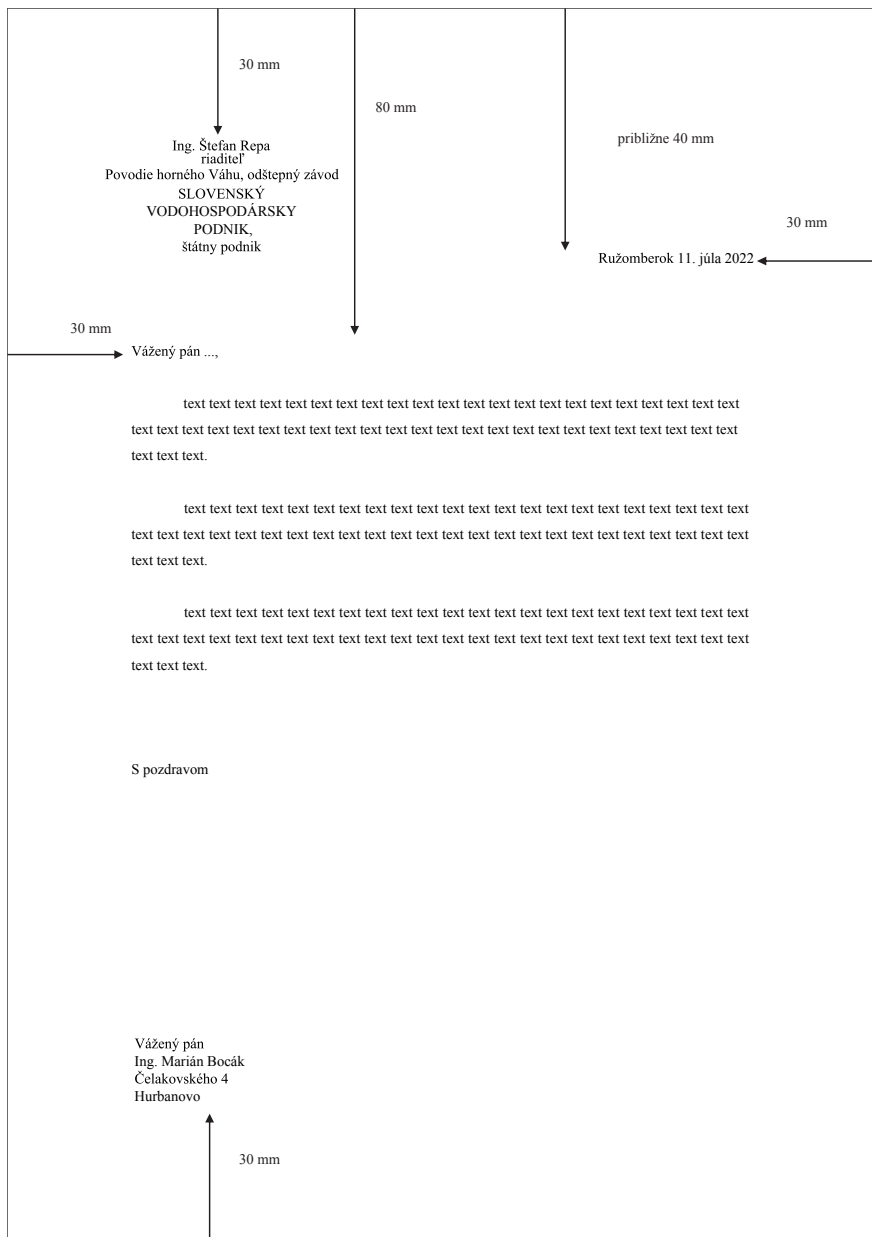 30 mm
80 mm
približne 40 mm
Ing. Štefan Repa
riaditeľ
Povodie horného Váhu, odštepný závod
SLOVENSKÝ
VODOHOSPODÁRSKY
PODNIK,
štátny podnik
30 mm
Ružomberok 11. júla 2022
30 mm
Vážený pán ...,
text text text text text text text text text text text text text text text text text text text text text text
text text text text text text text text text text text text text text text text text text text text text text text text
text text text.
text text text text text text text text text text text text text text text text text text text text text text
text text text text text text text text text text text text text text text text text text text text text text text text
text text text.
text text text text text text text text text text text text text text text text text text text text text text
text text text text text text text text text text text text text text text text text text text text text text text text
text text text.
S pozdravom
Vážený pán
Ing. Marián Bocák
Čelakovského 4
Hurbanovo
30 mm